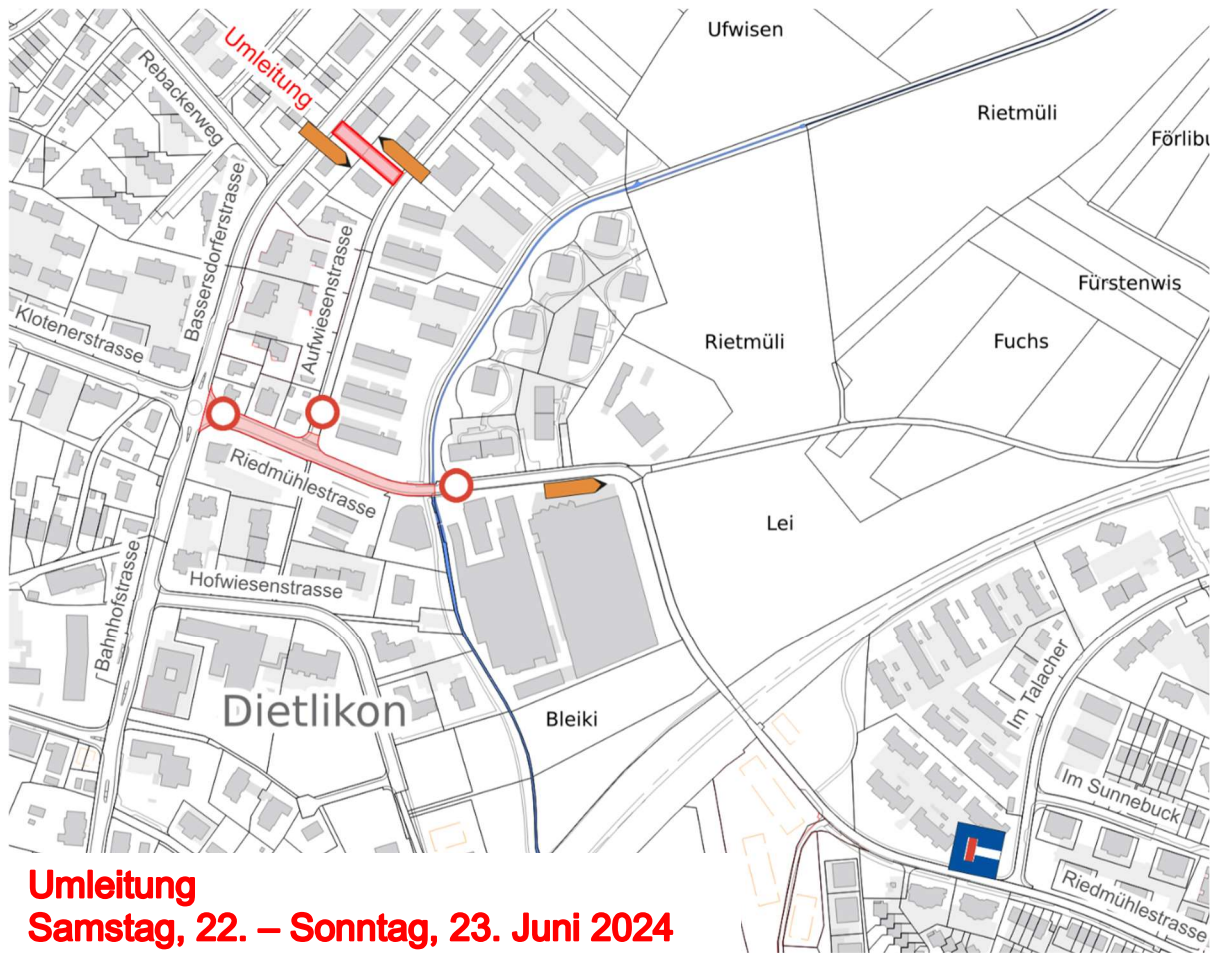 Ufwisen
Umleitung
Rebackerweg
Rietmüli
Förlibu
Bassersdorferstrasse
Aufwiesenstrasse
Fürstenwis
Klotenerstrasse
Rietmüli
Fuchs
Riedmühlestrasse
Lei
Hofwiesenstrasse
Bahnhofstrasse
Im Talacher
Dietlikon
Bleiki
Im Sunnebuck
Riedmühlestrasse
Umleitung
Samstag, 22. – Sonntag, 23. Juni 2024